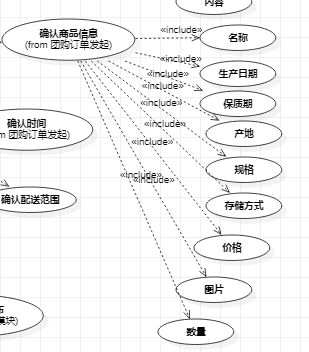 内容
确认商品信息
(from 团购订单发起)
«include»
名称
«include»
生产日期
«include»
«include»
保质期
«include»
产地
«include»
确认时间
m 团购订单发起)
«include»
规格
«include»
«include»
确认配送范围
存储方式
价格
图片
布
模块)
数量